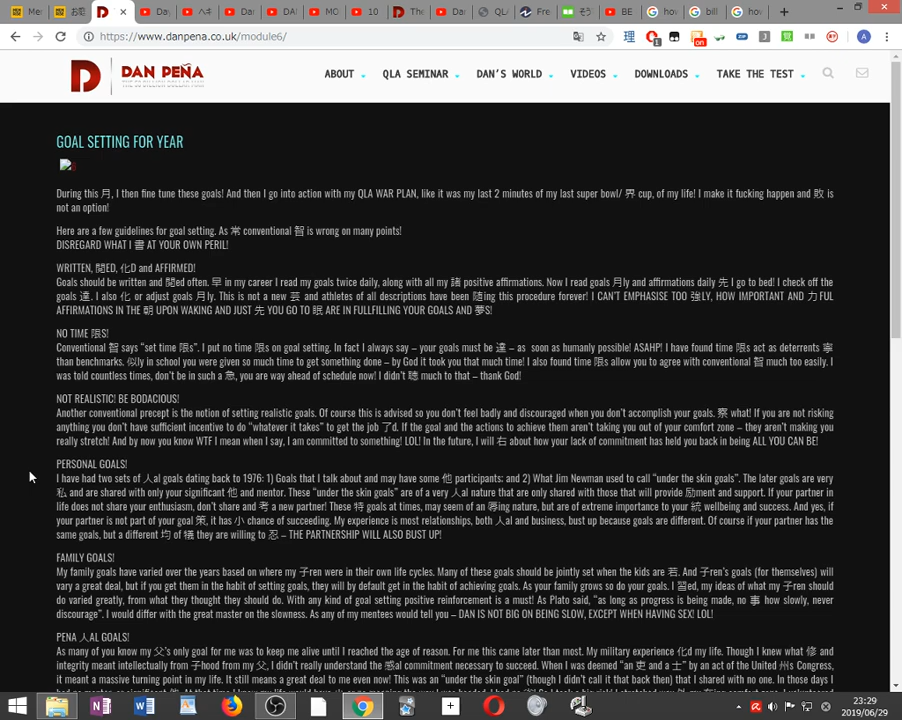 Me
お荘
D
Day
ヘキ
Dar
DAI
MO
10
The
Dar
QLA
Fre
そう
BE
how
bill
how
https://www.danpena.co.uk/module6/
DAN PEÑA
THE 50 BILLION DOLLAR MAN
ABOUT
QLA SEMINAR
DAN'S WORLD
VIDEOS
DOWNLOADS
TAKE THE TEST
GOAL SETTING FOR YEAR
During this 月, I then fine tune these goals! And then I go into action with my QLA WAR PLAN, like it was my last 2 minutes of my last super bowl/ 界 cup, of my life! I make it fucking happen and 敗 is
not an option!
Here are a few guidelines for goal setting. As 常 conventional 智 is wrong on many points!
DISREGARD WHAT I 書 AT YOUR OWN PERIL!
WRITTEN, 閲ED, 化D and AFFIRMED!
Goals should be written and 閲ed often. 早 in my career I read my goals twice daily, along with all my 諸 positive affirmations. Now I read goals 月ly and affirmations daily 先 I go to bed! I check off the
goals 達. I also 化 or adjust goals 月ly. This is not a new 芸 and athletes of all descriptions have been 随ing this procedure forever! I CAN'T EMPHASISE TOO 強LY, HOW IMPORTANT AND 力 FUL
AFFIRMATIONS IN THE 朝 UPON WAKING AND JUST 先 YOU GO TO 眠 ARE IN FULLFILLING YOUR GOALS AND 夢S!
NO TIME 限S!
Conventional 智 says "set time 限s". I put no time 限s on goal setting. In fact I always say – your goals must be 達 – as soon as humanly possible! ASAHP! I have found time 限s act as deterrents 寧
than benchmarks. 似ly in school you were given so much time to get something done – by God it took you that much time! I also found time 限s allow you to agree with conventional 智 much too easily. I
was told countless times, don't be in such a 急, you are way ahead of schedule now! I didn't 聴 much to that – thank God!
NOT REALISTIC! BE BODACIOUS!
Another conventional precept is the notion of setting realistic goals. Of course this is advised so you don't feel badly and discouraged when you don't accomplish your goals. 察 what! If you are not risking
anything you don't have sufficient incentive to do "whatever it takes" to get the job 了d. If the goal and the actions to achieve them aren't taking you out of your comfort zone – they aren't making you
really stretch! And by now you know WTF I mean when I say, I am committed to something! LOL! In the future, I will 右 about how your lack of commitment has held you back in being ALL YOU CAN BE!
PERSONAL GOALS!
I have had two sets of 人al goals dating back to 1976: 1) Goals that I talk about and may have some 他 participants: and 2) What Jim Newman used to call "under the skin goals". The later goals are very
私 and are shared with only your significant 他 and mentor. These "under the skin goals" are of a very 人al nature that are only shared with those that will provide 励ment and support. If your partner in
life does not share your enthusiasm, don't share and 考 a new partner! These 特 goals at times, may seem of an 辱ing nature, but are of extreme importance to your 統 wellbeing and success. And yes, if
your partner is not part of your goal 策, it has 小 chance of succeeding. My experience is most relationships, both 人al and business, bust up because goals are different. Of course if your partner has the
same goals, but a different 均 of 犠 they are willing to 忍 – THE PARTNERSHIP WILL ALSO BUST UP!
FAMILY GOALS!
My family goals have varied over the years based on where my 子ren were in their own life cycles. Many of these goals should be jointly set when the kids are 若. And 子ren's goals (for themselves) will
vary a great deal, but if you get them in the habit of setting goals, they will by default get in the habit of achieving goals. As your family grows so do your goals. I 習ed, my ideas of what my 子ren should
do varied greatly, from what they thought they should do. With any kind of goal setting positive reinforcement is a must! As Plato said, "as long as progress is being made, no 事 how slowly, never
discourage". I would differ with the great master on the slowness. As any of mentees would tell you – DAN IS NOT BIG ON BEING SLOW, EXCEPT WHEN HAVING SEX! LOL!
PENA 人AL GOALS!
As many of you know my 父's only goal for me was to keep me alive until I reached the age of reason. For me this came later than most. My military experience 化d my life. Though I knew what 修 and
integrity meant intellectually from 子hood from my 父, I didn't really understand the 感al commitment necessary to succeed. When I was deemed "an 吏 and a 士" by an act of the United 州s Congress,
it meant a massive turning point in my life. It still means a great deal to me even now! This was an "under the skin goal" (though I didn't call it that back then) that I shared with no one. In those days I
23:29
2019/06/29